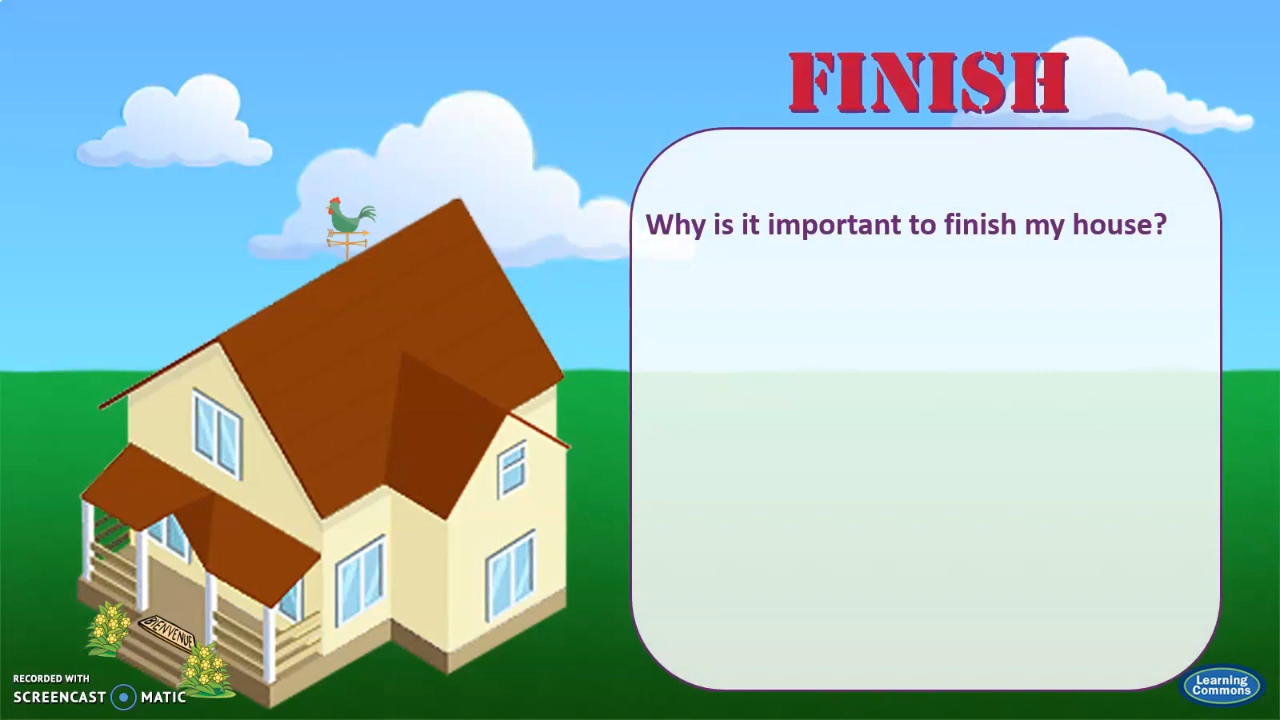 FINISH
Why is it important to finish my house?
BIENVENUE
RECORDED WITH
SCREENCAST MATIC
Learning
Commons